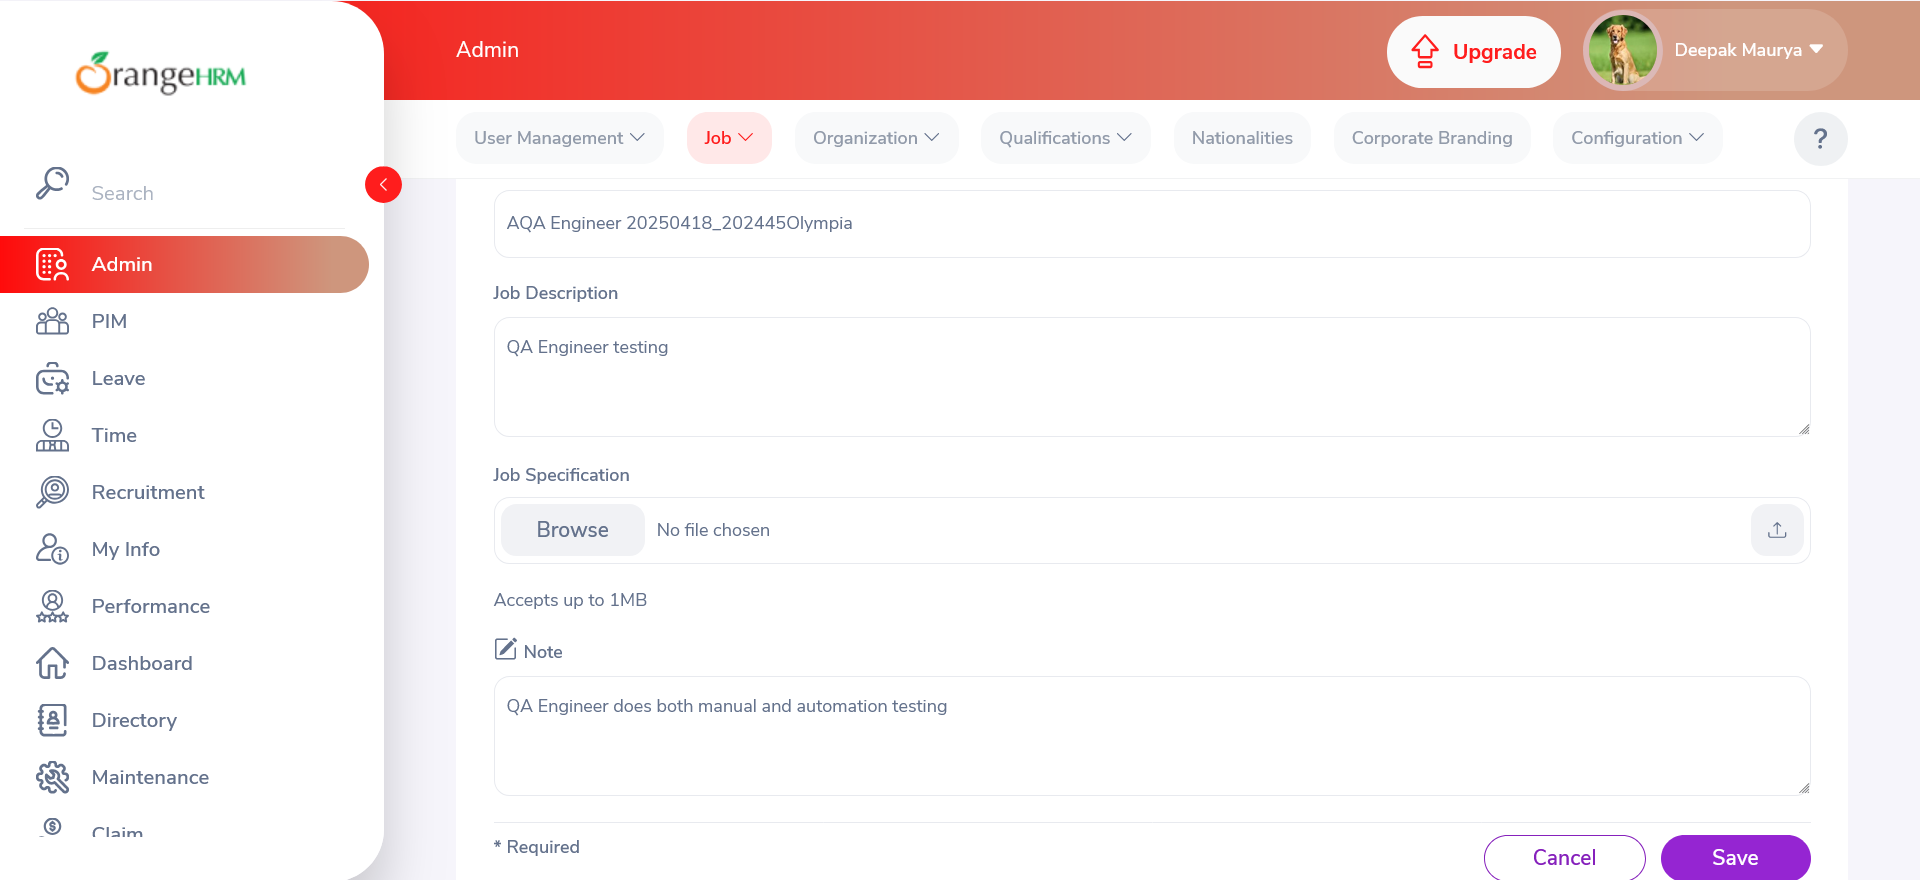 OrangeHRM
Admin
Upgrade
Deepak Maurya
User Management
Job
Organization
Qualifications
Nationalities
Corporate Branding
Configuration
?
Search
Admin
PIM
Leave
Time
Recruitment
My Info
Performance
Dashboard
Directory
Maintenance
Claim
AQA Engineer 20250418_202445Olympia
Job Description
QA Engineer testing
Job Specification
Browse
No file chosen
Accepts up to 1MB
Note
QA Engineer does both manual and automation testing
* Required
Cancel
Save